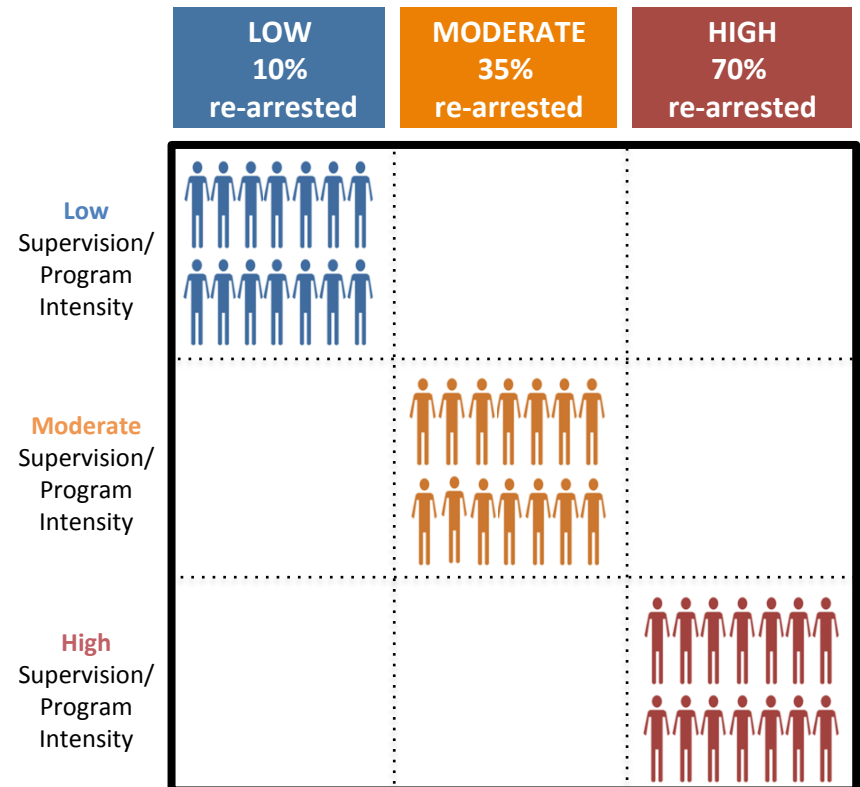 LOW
10%
re-arrested
MODERATE
35%
re-arrested
HIGH
70%
re-arrested
Low
Supervision/
Program
Intensity
Moderate
Supervision/
Program
Intensity
High
Supervision/
Program
Intensity